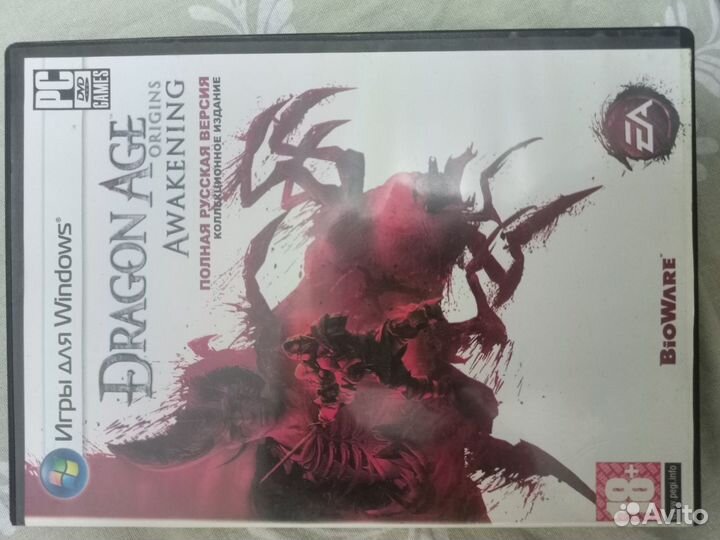 Игры для Windows®
PC
DVD
GAMES
DRAGON AGE
ORIGINS
AWAKENING
ПОЛНАЯ РУССКАЯ ВЕРСИЯ
КОЛЛЕКЦИОННОЕ ИЗДАНИЕ
EA
BIOWARE™
18+
www.pegi.info
Avito